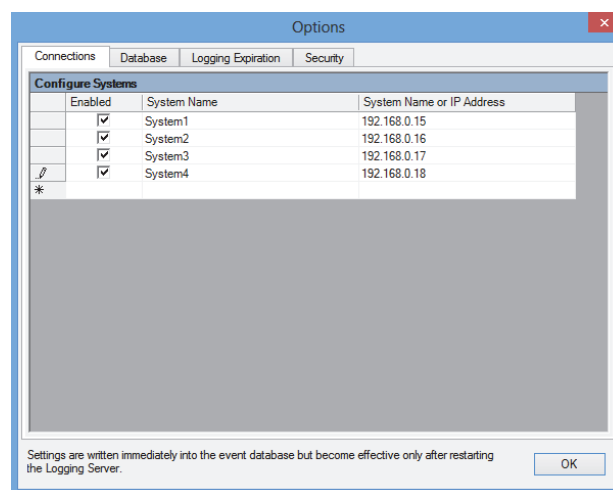 Options
Connections Database Logging Expiration Security
Configure Systems
Enabled System Name System Name or IP Address
System1 192.168.0.15
System2 192.168.0.16
System3 192.168.0.17
System4 192.168.0.18
Settings are written immediately into the event database but become effective only after restarting
the Logging Server.
OK